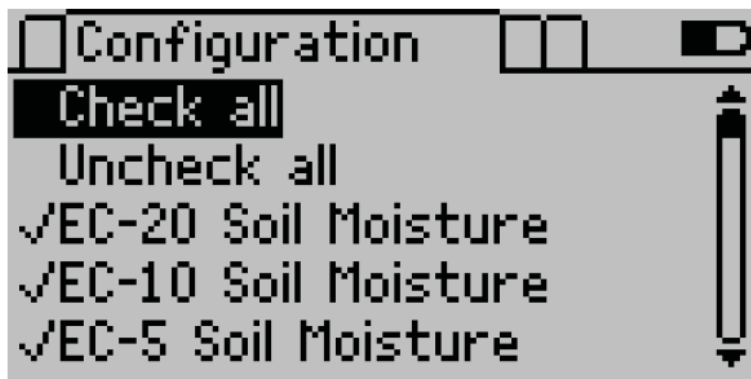 Configuration
Check all
Uncheck all
✓EC-20 Soil Moisture
✓EC-10 Soil Moisture
✓EC-5 Soil Moisture